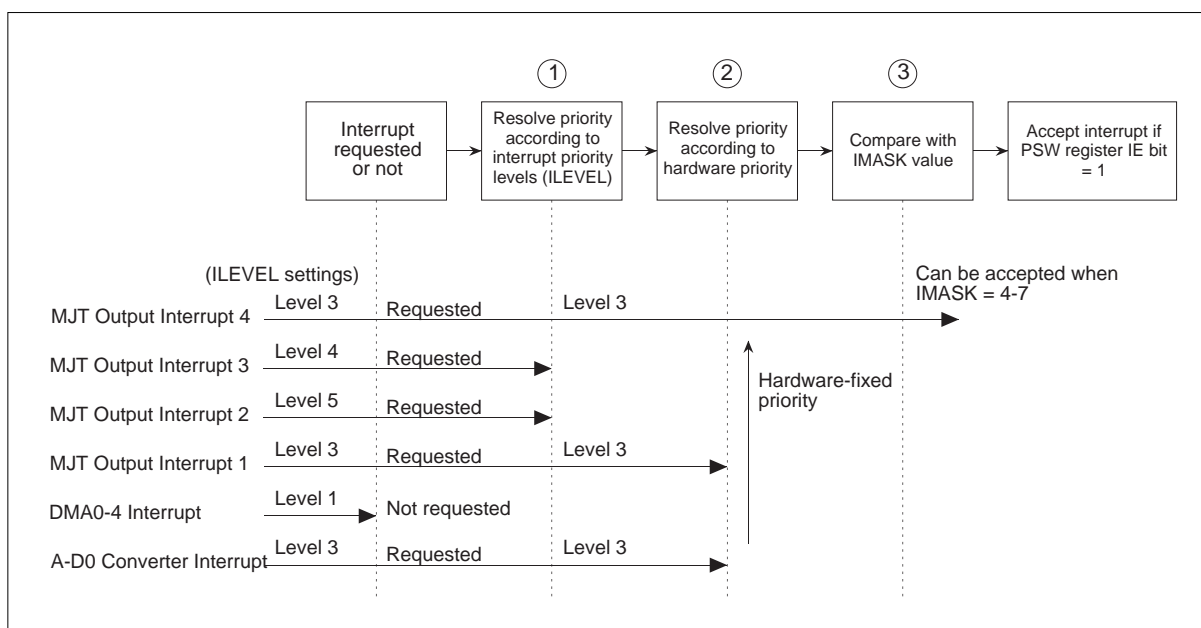 1
2
3
Interrupt
requested
or not
Resolve priority
according to
interrupt priority
levels (ILEVEL)
Resolve priority
according to
hardware priority
Compare with
IMASK value
Accept interrupt if
PSW register IE bit
= 1
(ILEVEL settings)
Can be accepted when
IMASK = 4-7
MJT Output Interrupt 4
Level 3
Requested
Level 3
MJT Output Interrupt 3
Level 4
Requested
Hardware-fixed
priority
MJT Output Interrupt 2
Level 5
Requested
MJT Output Interrupt 1
Level 3
Requested
Level 3
DMA0-4 Interrupt
Level 1
Not requested
A-D0 Converter Interrupt
Level 3
Requested
Level 3